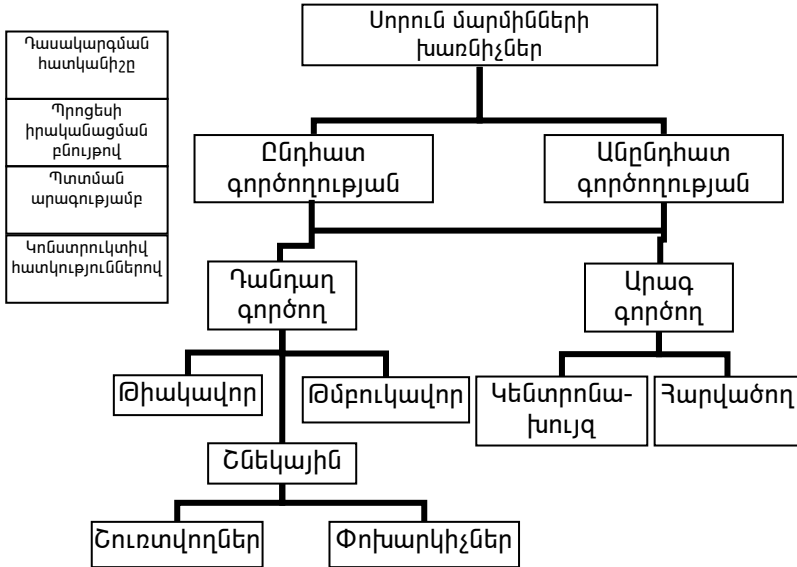 Սորուն մարմինների
խառնիչներ
Դասակարգման
հատկանիշը
Պրոցեսի
իրականացման
բնույթով
Պտտման
արագությամբ
Կոնստրուկտիվ
հատկություններով
Ընդհատ
գործողության
Անընդհատ
գործողության
Դանդաղ
գործող
Արագ
գործող
Թիակավոր
Թմբուկավոր
Կենտրոնա-
խույզ
Հարվածող
Շնեկային
Շուռտվողներ
Փոխարկիչներ